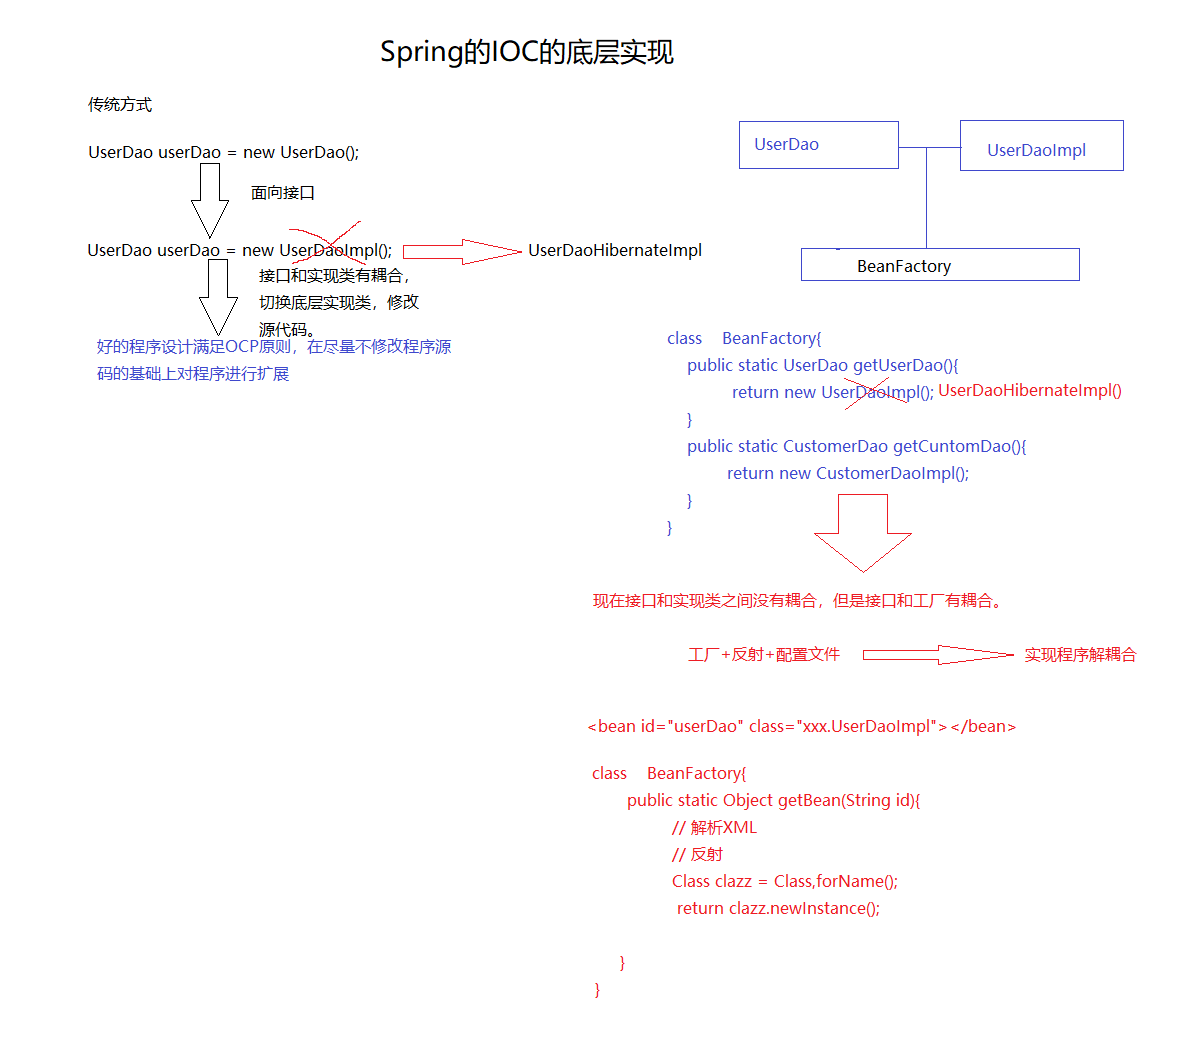 Spring的IOC的底层实现
传统方式
UserDao userDao = new UserDao();
面向接口
UserDao userDao = new UserDaoImpl();
UserDaoHibernateImpl
接口和实现类有耦合，
切换底层实现类，修改
源代码。
好的程序设计满足OCP原则，在尽量不修改程序源
码的基础上对程序进行扩展
UserDao
UserDaoImpl
BeanFactory
class BeanFactory{
public static UserDao getUserDao(){
return new UserDaoImpl(); UserDaoHibernateImpl()
}
public static CustomerDao getCuntomDao(){
return new CustomerDaoImpl();
}
}
现在接口和实现类之间没有耦合，但是接口和工厂有耦合。
工厂+反射+配置文件
实现程序解耦合
<bean id="userDao" class="xxx.UserDaoImpl"></bean>
class BeanFactory{
public static Object getBean(String id){
// 解析XML
// 反射
Class clazz = Class,forName();
return clazz.newInstance();
}
}